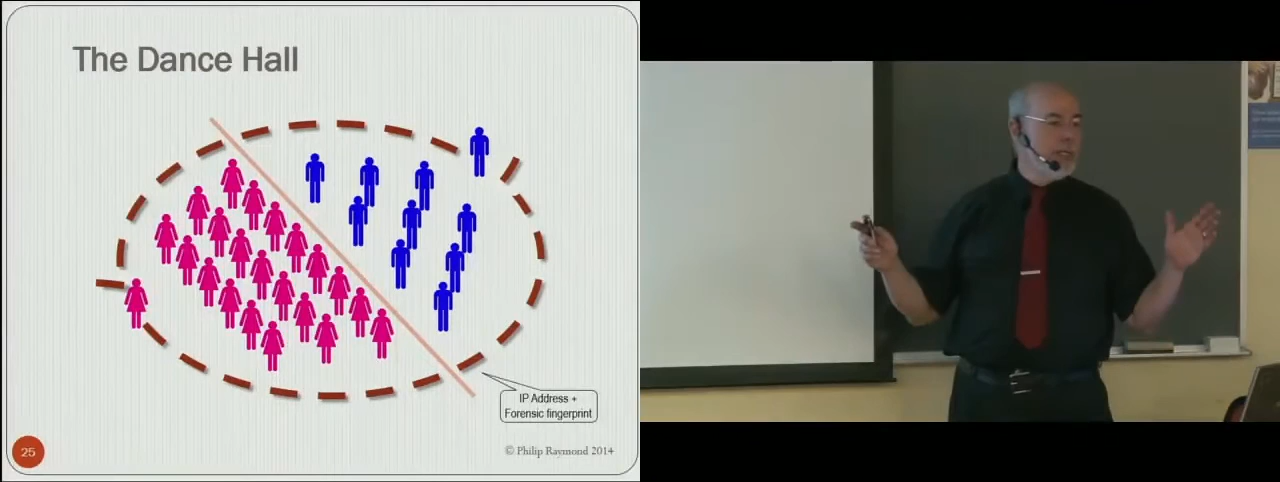 The Dance Hall
IP Address +
Forensic fingerprint
25
© Philip Raymond 2014